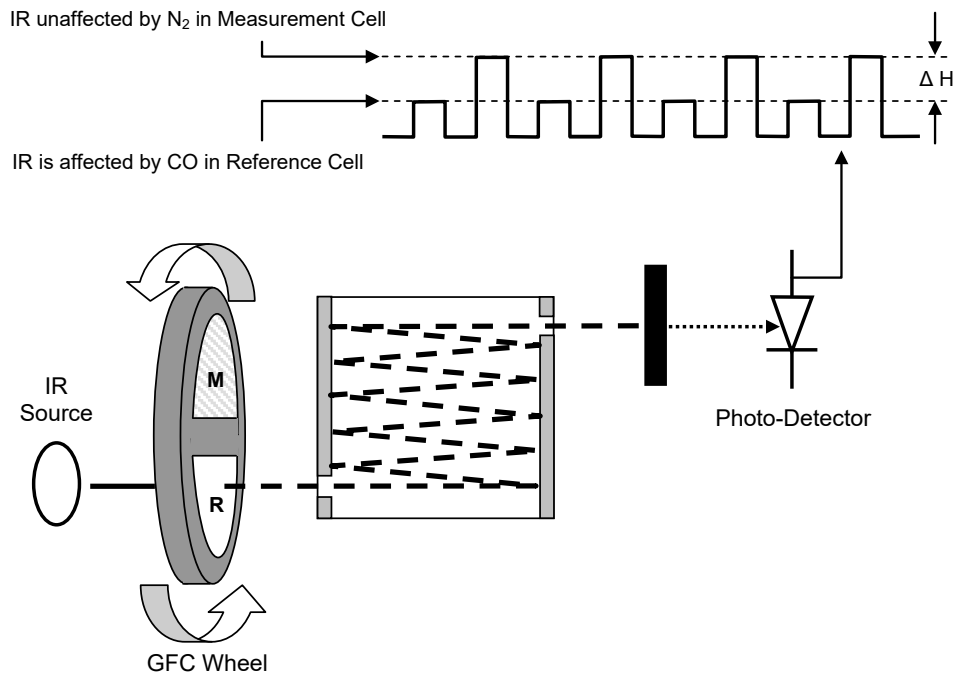 IR unaffected by N₂ in Measurement Cell
Δ H
IR is affected by CO in Reference Cell
M
IR
Source
Photo-Detector
R
GFC Wheel